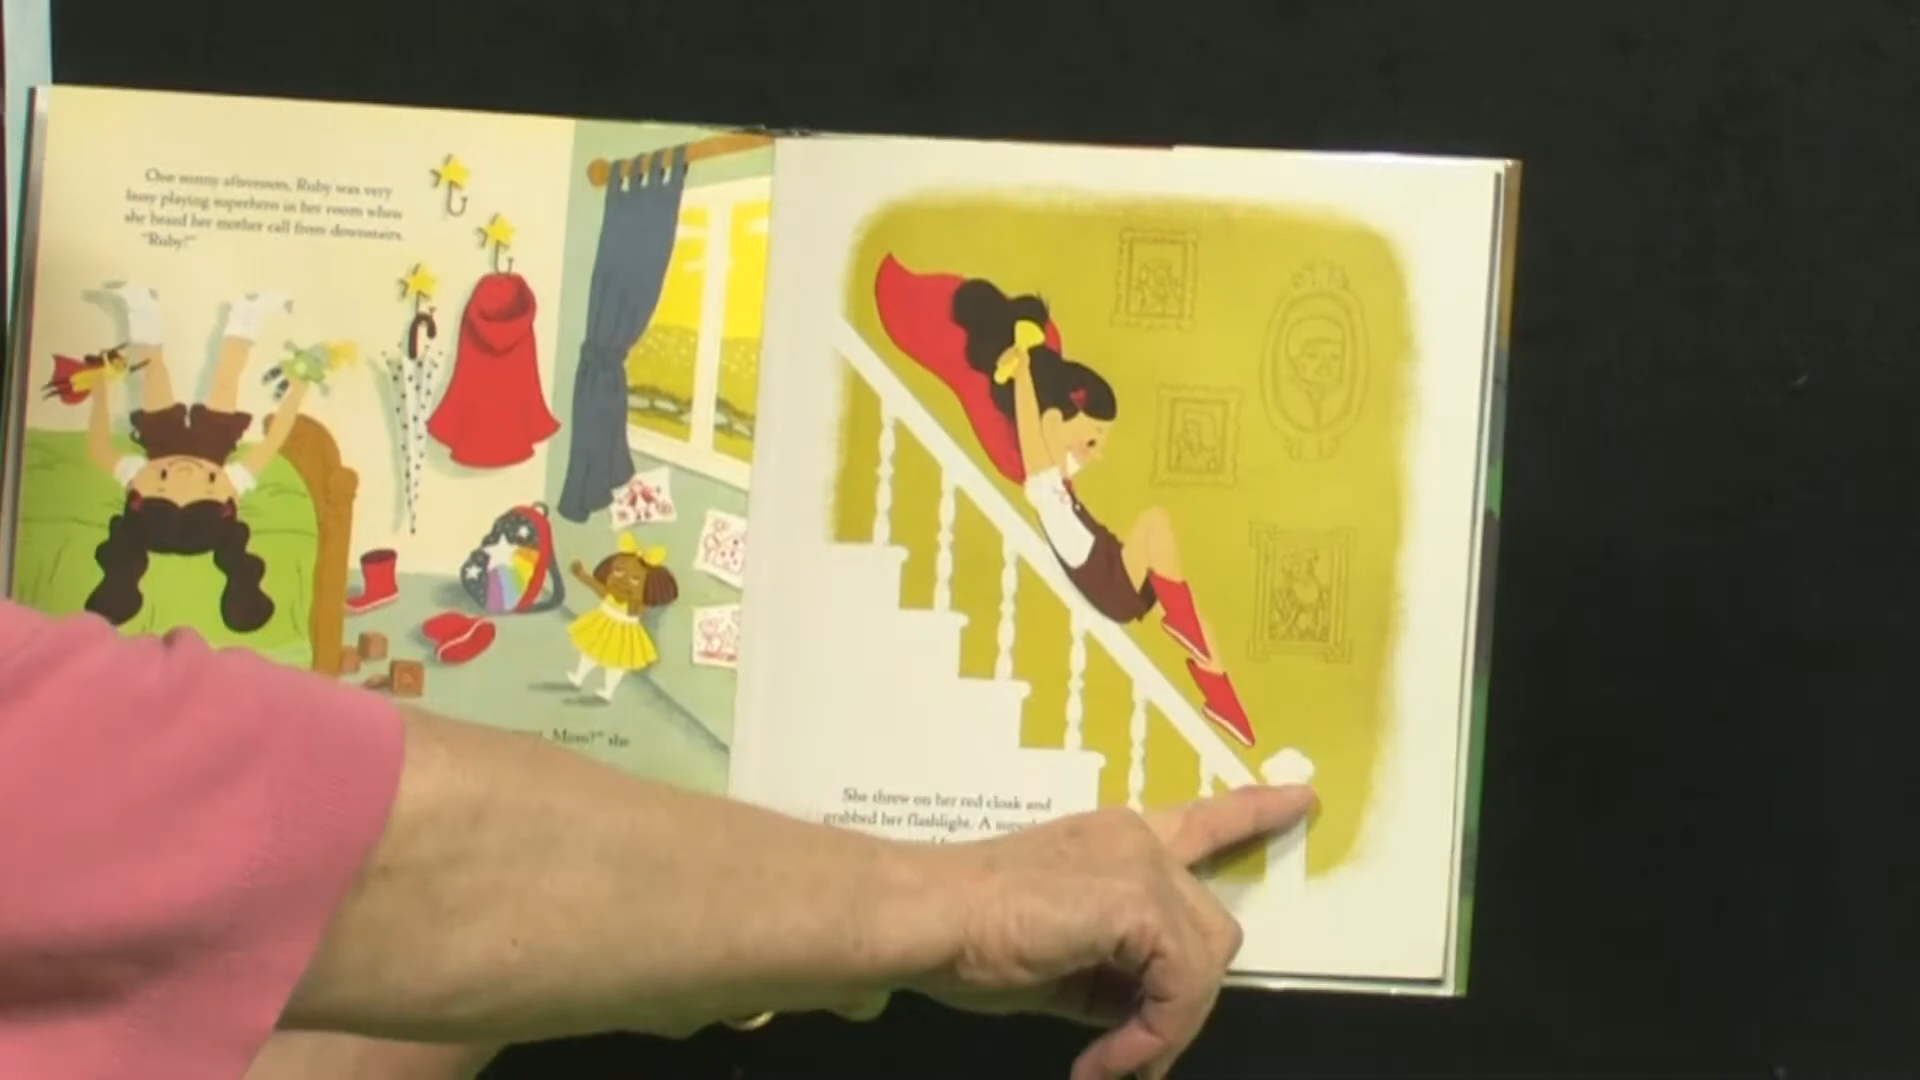 One sunny afternoon, Ruby was very
busy playing superhero in her room when
she heard her mother call from downstairs.
"Ruby!"
Mom?" she
She threw on her red cloak and
grabbed her flashlight. A